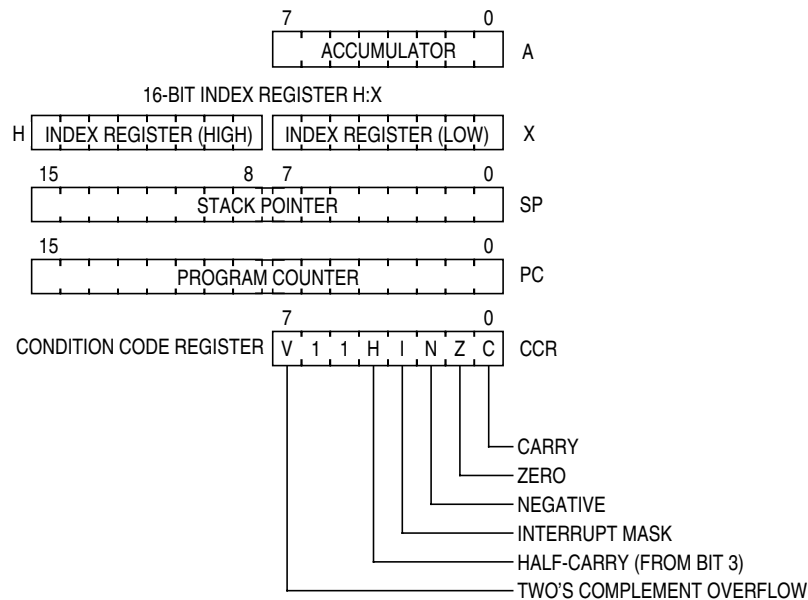 7 0
ACCUMULATOR A
16-BIT INDEX REGISTER H:X
H INDEX REGISTER (HIGH) INDEX REGISTER (LOW) X
15 8 7 0
STACK POINTER SP
15 0
PROGRAM COUNTER PC
7 0
CONDITION CODE REGISTER V 1 1 H I N Z C CCR
CARRY
ZERO
NEGATIVE
INTERRUPT MASK
HALF-CARRY (FROM BIT 3)
TWO'S COMPLEMENT OVERFLOW